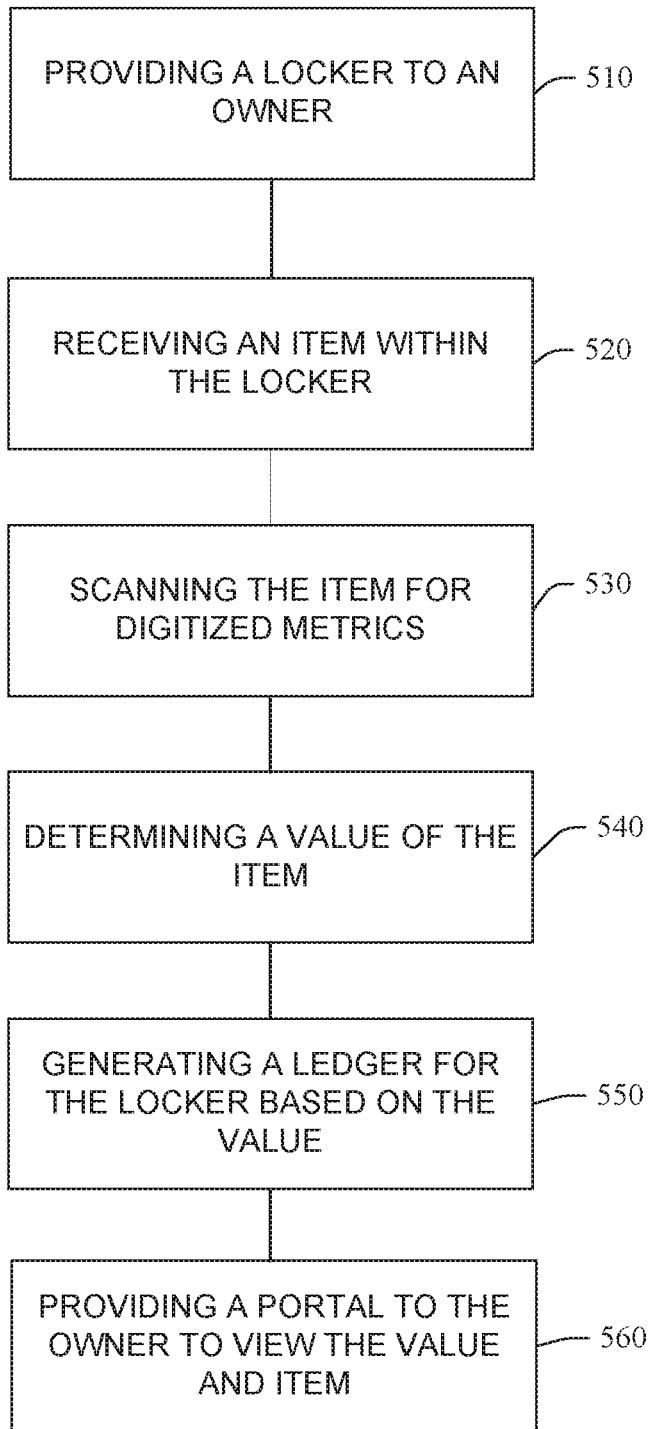 PROVIDING A LOCKER TO AN
OWNER
510
RECEIVING AN ITEM WITHIN
THE LOCKER
520
SCANNING THE ITEM FOR
DIGITIZED METRICS
530
DETERMINING A VALUE OF THE
ITEM
540
GENERATING A LEDGER FOR
THE LOCKER BASED ON THE
VALUE
550
PROVIDING A PORTAL TO THE
OWNER TO VIEW THE VALUE
AND ITEM
560